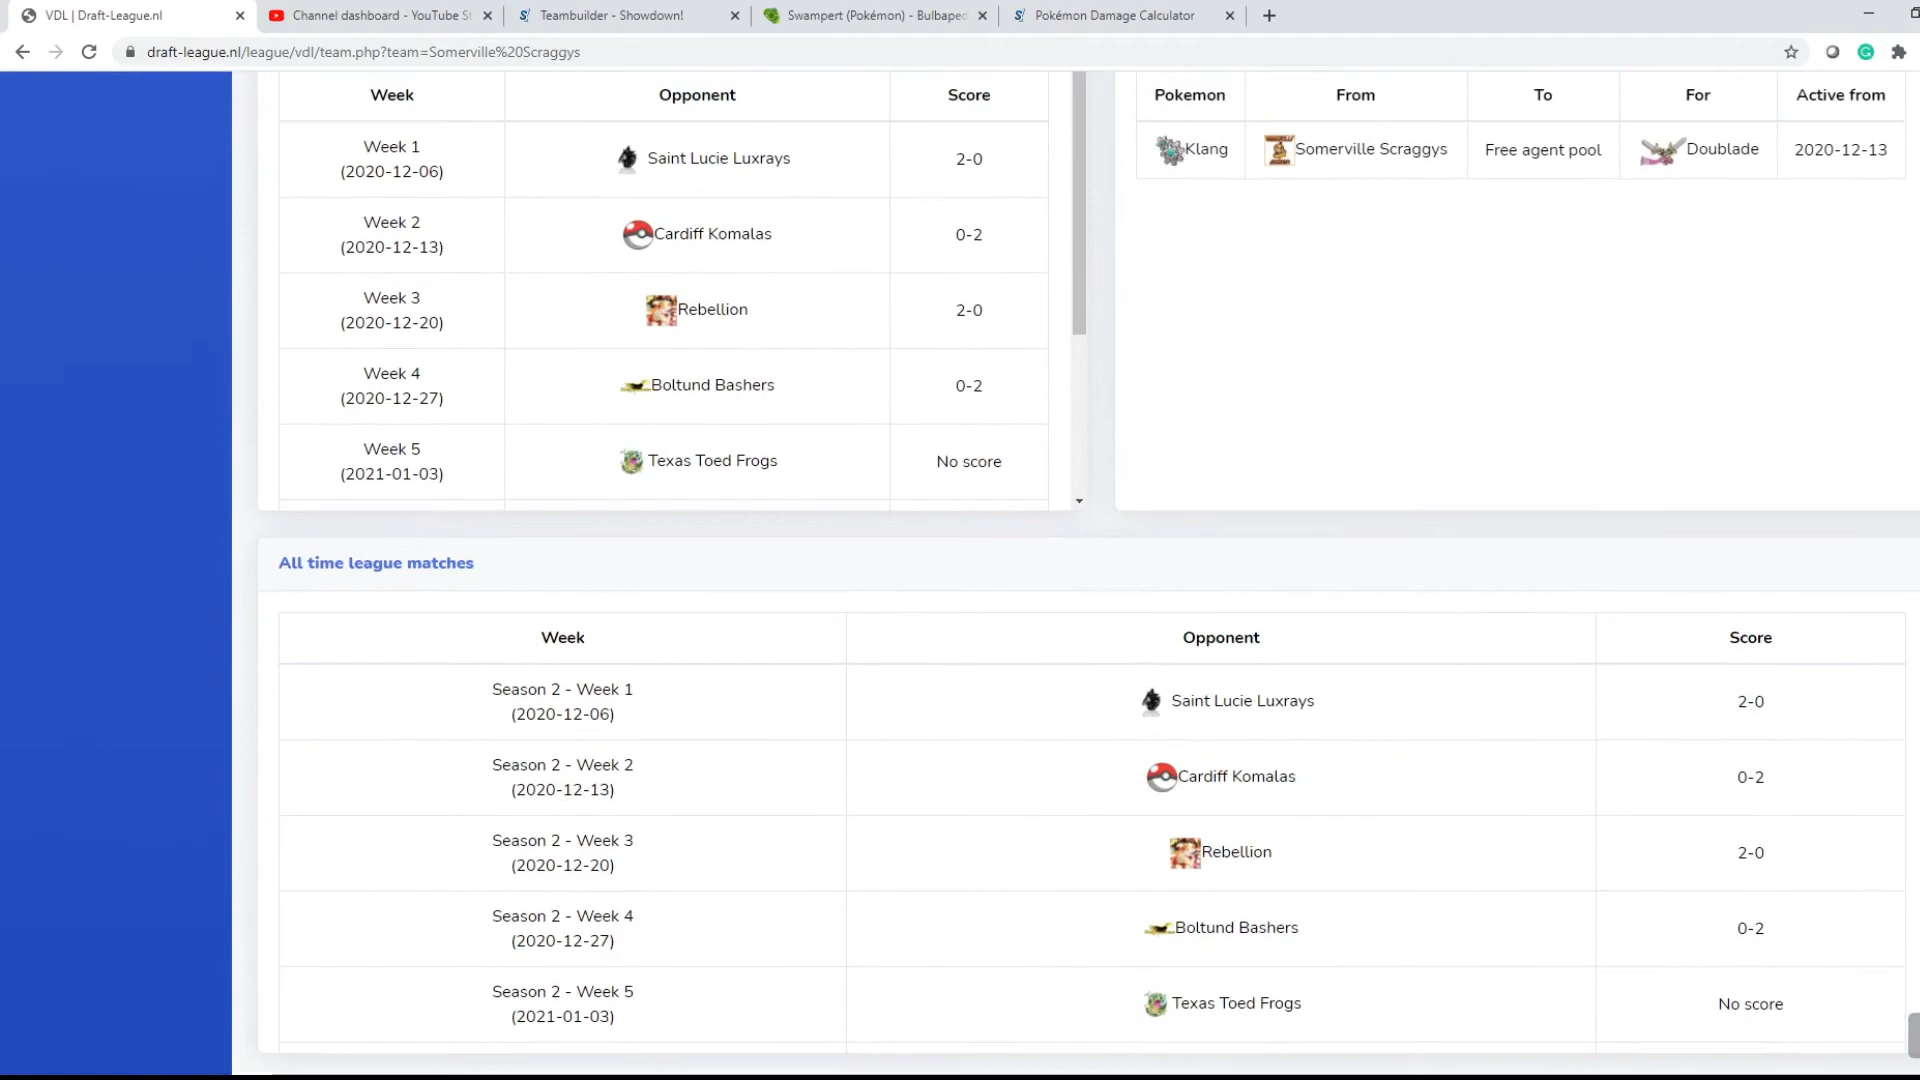 VDL | Draft-League.nl
Channel dashboard - YouTube St
Teambuilder - Showdown!
Swampert (Pokémon) - Bulbaped
Pokémon Damage Calculator
draft-league.nl/league/vdl/team.php?team=Somerville%20Scraggys
Week Opponent Score
Week 1 (2020-12-06) Saint Lucie Luxrays 2-0
Week 2 (2020-12-13) Cardiff Komalas 0-2
Week 3 (2020-12-20) Rebellion 2-0
Week 4 (2020-12-27) Boltund Bashers 0-2
Week 5 (2021-01-03) Texas Toed Frogs No score
Pokemon From To For Active from
Klang Somerville Scraggys Free agent pool Doublade 2020-12-13
All time league matches
Week Opponent Score
Season 2 - Week 1 (2020-12-06) Saint Lucie Luxrays 2-0
Season 2 - Week 2 (2020-12-13) Cardiff Komalas 0-2
Season 2 - Week 3 (2020-12-20) Rebellion 2-0
Season 2 - Week 4 (2020-12-27) Boltund Bashers 0-2
Season 2 - Week 5 (2021-01-03) Texas Toed Frogs No score